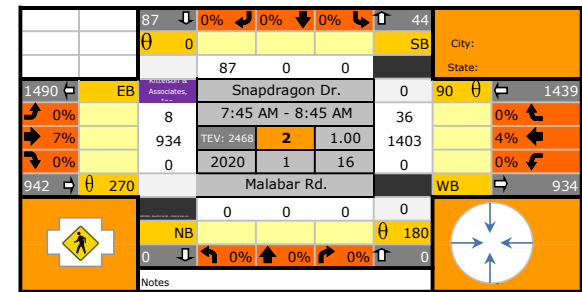 87 0% 0% 0% 44
θ 0 SB City:
87 0 0 State:
1490 EB Associates, Snapdragon Dr. 0 90 θ 1439
0% 8 7:45 AM - 8:45 AM 36 0%
7% 934 TEV: 2468 2 1.00 1403 4%
0% 0 2020 1 16 0 0%
942 θ 270 Malabar Rd. WB 934
0 0 0 0
NB θ 180
0 0% 0% 0% 0
Notes